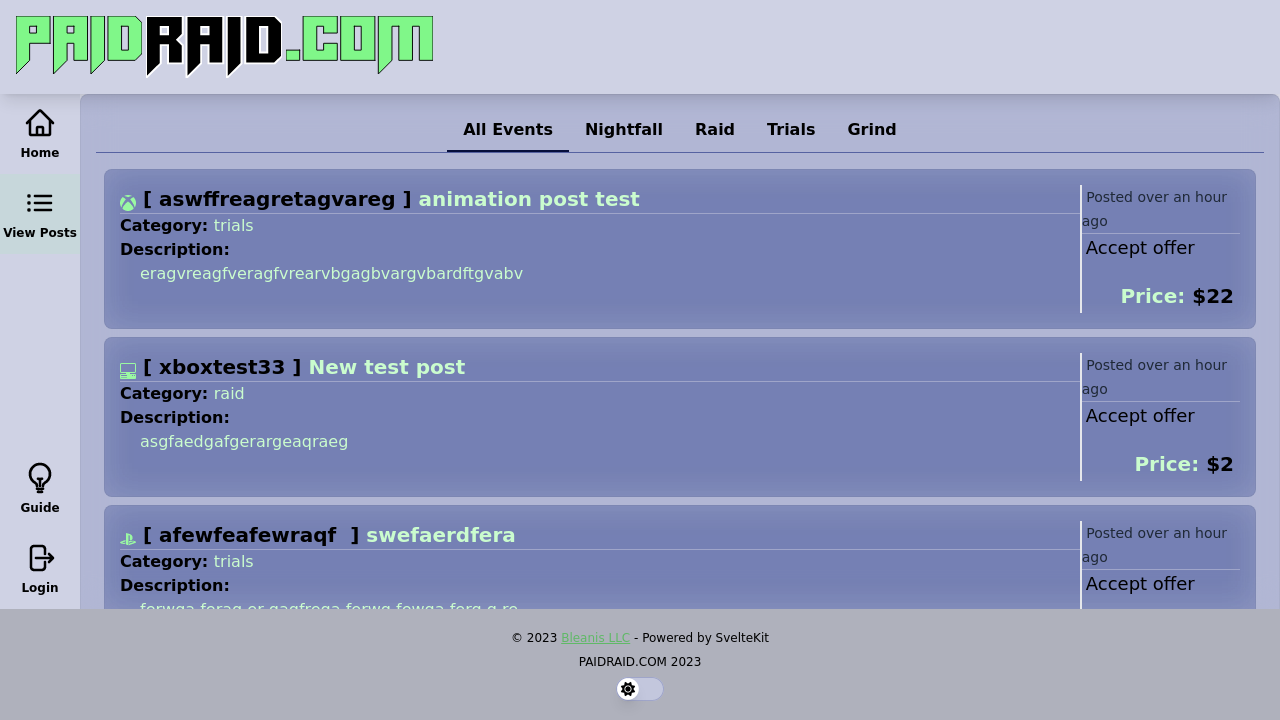 PAIDRAID.COM
Home
View Posts
Guide
Login
All Events Nightfall Raid Trials Grind
[ aswffreagretagvareg ] animation post test
Category: trials
Description:
eragvreagfveragfvrearvbgagbvargvbardftgvabv
Posted over an hour
ago
Accept offer
Price: $22
[ xboxtest33 ] New test post
Category: raid
Description:
asgfaedgafgerargeaqraeg
Posted over an hour
ago
Accept offer
Price: $2
[ afewfeafewraqf ] swefaerdfera
Category: trials
Description:
Posted over an hour
ago
Accept offer
© 2023 Bleanis LLC - Powered by SvelteKit
PAIDRAID.COM 2023